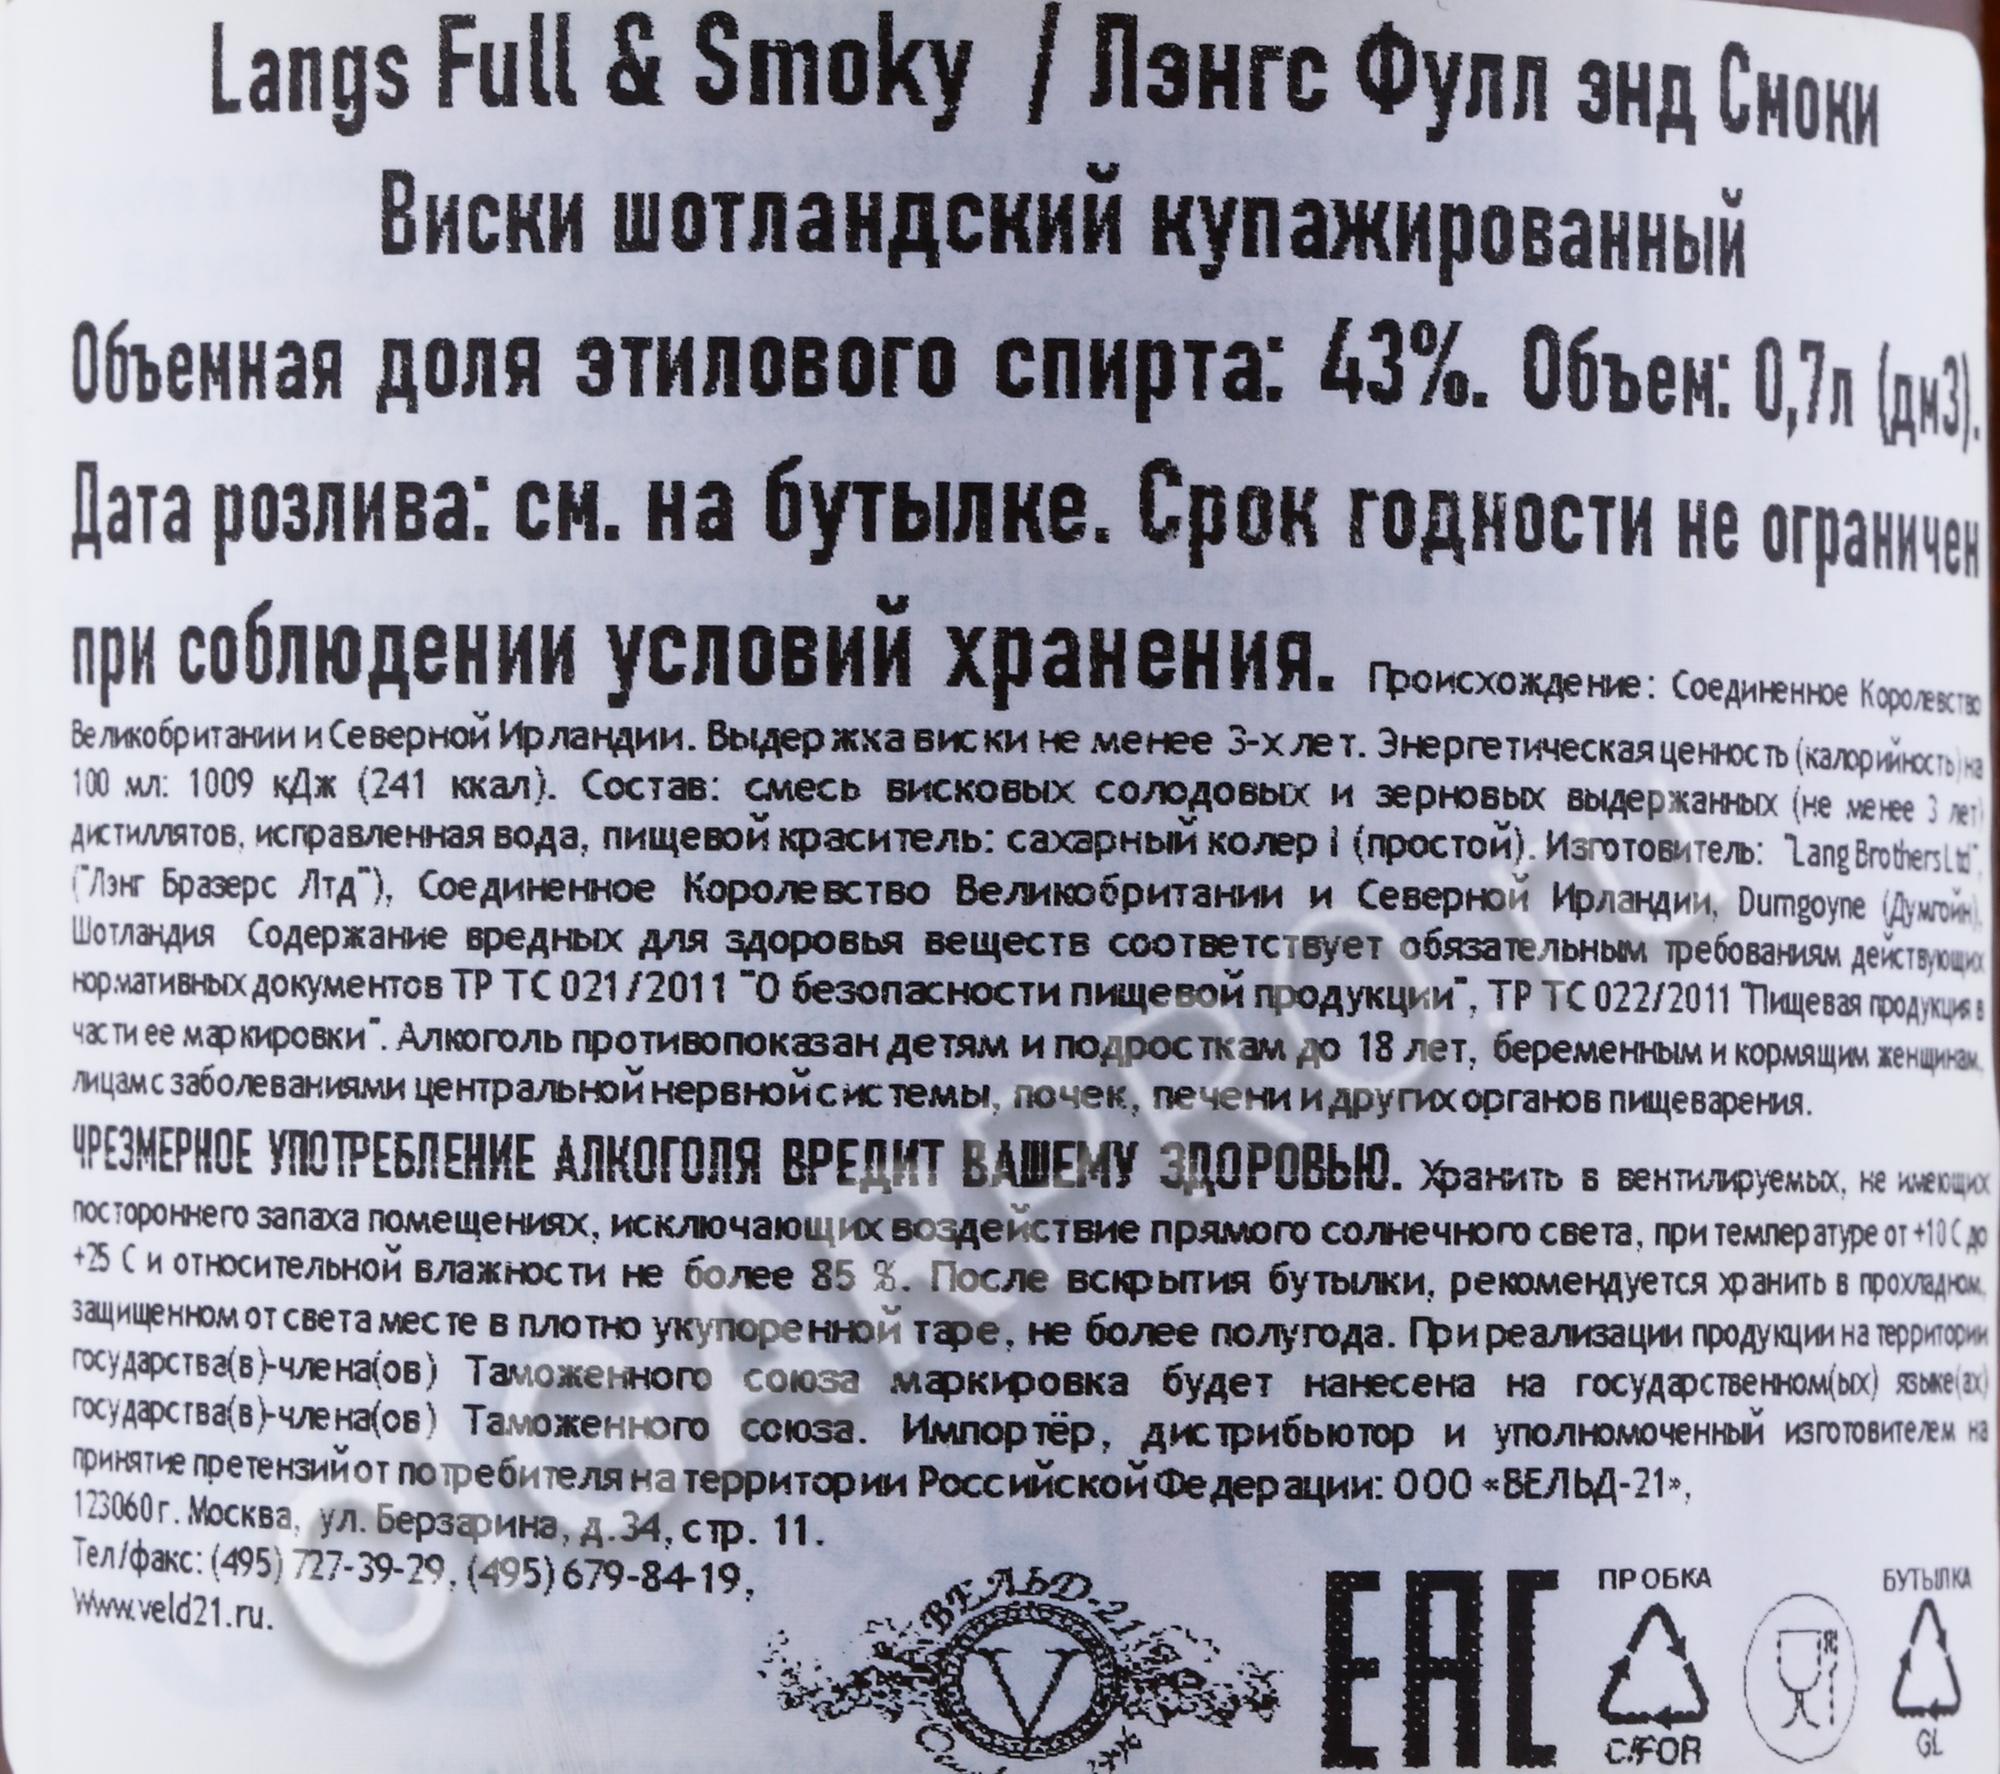 Langs Full & Smoky / Лэнгс Фулл энд Смоки
Виски шотландский купажированный
Объемная доля этилового спирта: 43%. Объем: 0,7л (дм3).
Дата розлива: см. на бутылке. Срок годности не ограничен
при соблюдении условий хранения. Происхождение: Соединенное Королевство
Великобритании и Северной Ирландии. Выдержка виски не менее 3-х лет. Энергетическая ценность (калорийность) на
100 мл: 1009 кДж (241 ккал). Состав: смесь висковых солодовых и зерновых выдержанных (не менее 3 лет)
дистиллятов, исправленная вода, пищевой краситель: сахарный колер I (простой). Изготовитель: "Lang Brothers Ltd",
("Лэнг Бразерс Лтд"), Соединенное Королевство Великобритании и Северной Ирландии, Dumgoyne (Думгойн),
Шотландия Содержание вредных для здоровья веществ соответствует обязательным требованиям действующих
нормативных документов ТР ТС 021/2011 "О безопасности пищевой продукции", ТР ТС 022/2011 "Пищевая продукция в
части ее маркировки". Алкоголь противопоказан детям и подросткам до 18 лет, беременным и кормящим женщинам,
лицам с заболеваниями центральной нервной системы, почек, печени и других органов пищеварения.
ЧРЕЗМЕРНОЕ УПОТРЕБЛЕНИЕ АЛКОГОЛЯ ВРЕДИТ ВАШЕМУ ЗДОРОВЬЮ. Хранить в вентилируемых, не имеющих
постороннего запаха помещениях, исключающих воздействие прямого солнечного света, при температуре от +10 С до
+25 С и относительной влажности не более 85 %. После вскрытия бутылки, рекомендуется хранить в прохладном,
защищенном от света месте в плотно укупоренной таре, не более полугода. При реализации продукции на территории
государства(в)-члена(ов) Таможенного союза маркировка будет нанесена на государственном(ых) языке(ах)
государства(в)-члена(ов) Таможенного союза. Импортёр, дистрибьютор и уполномоченный изготовителем на
принятие претензий от потребителя на территории Российской Федерации: ООО «ВЕЛЬД-21»,
123060 г. Москва, ул. Берзарина, д.34, стр. 11.
Тел/факс: (495) 727-39-29, (495) 679-84-19,
Www.veld21.ru.
ВЕЛЬД-21
V
EAC
ПРОБКА
C/FOR
БУТЫЛКА
GL
CIGARPRO.ru